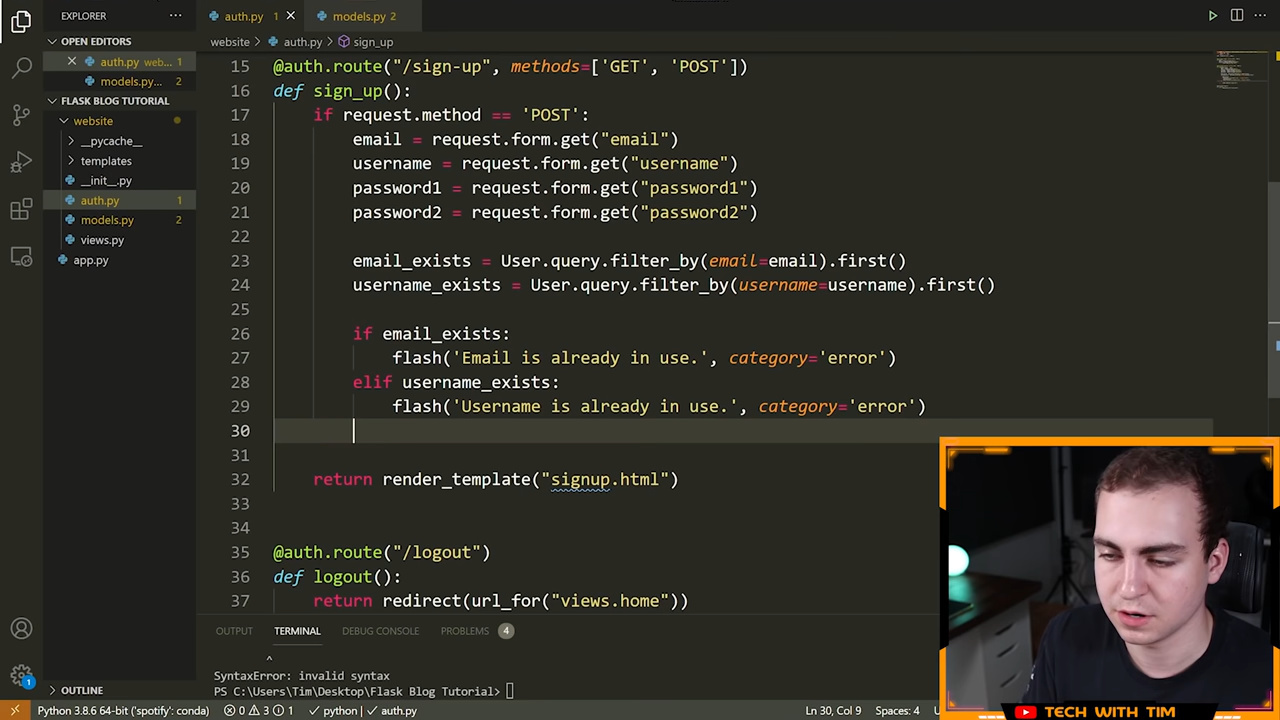 EXPLORER
···
auth.py 1
models.py 2
···
OPEN EDITORS
auth.py web... 1
models.py... 2
website > auth.py > sign_up
FLASK BLOG TUTORIAL
website
__pycache__
templates
__init__.py
auth.py 1
models.py 2
views.py
app.py
15 @auth.route("/sign-up", methods=['GET', 'POST'])
16 def sign_up():
17 if request.method == 'POST':
18 email = request.form.get("email")
19 username = request.form.get("username")
20 password1 = request.form.get("password1")
21 password2 = request.form.get("password2")
22
23 email_exists = User.query.filter_by(email=email).first()
24 username_exists = User.query.filter_by(username=username).first()
25
26 if email_exists:
27 flash('Email is already in use.', category='error')
28 elif username_exists:
29 flash('Username is already in use.', category='error')
30
31
32 return render_template("signup.html")
33
34
35 @auth.route("/logout")
36 def logout():
37 return redirect(url_for("views.home"))
OUTPUT TERMINAL DEBUG CONSOLE PROBLEMS 4
^
SyntaxError: invalid syntax
PS C:\Users\Tim\Desktop\Flask Blog Tutorial>
OUTLINE
1
Python 3.8.6 64-bit ('spotify': conda) 0 3 1 python auth.py Ln 30, Col 9 Spaces: 4
TECH WITH TIM